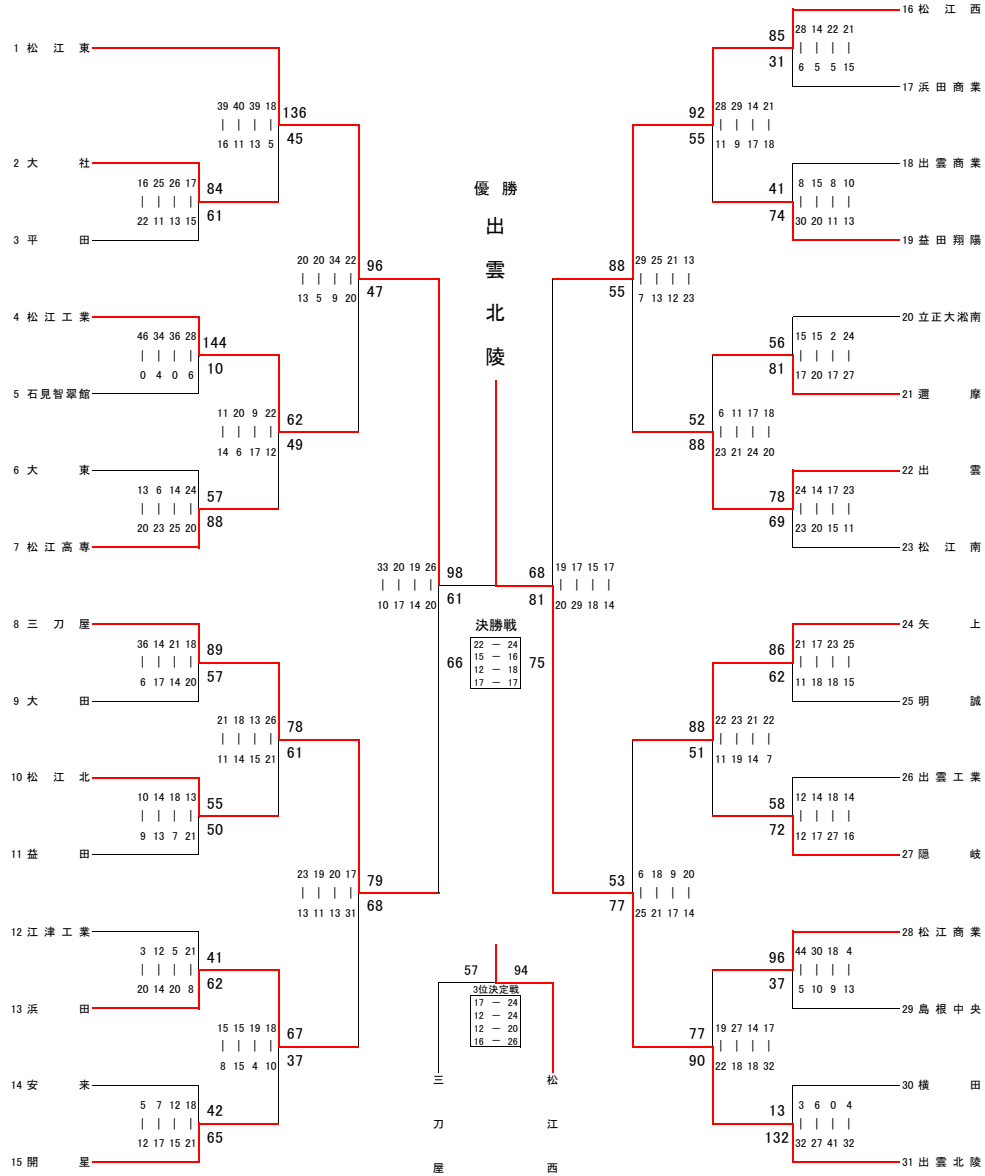 1 松江東
39 40 39 18
| | | |
16 11 13 5
136
45
2 大社
16 25 26 17
| | | |
22 11 13 15
84
61
3 平田
20 20 34 22
| | | |
13 5 9 20
96
47
4 松江工業
46 34 36 28
| | | |
0 4 0 6
144
10
5 石見智翠館
11 20 9 22
| | | |
14 6 17 12
62
49
6 大東
13 6 14 24
| | | |
20 23 25 20
57
88
7 松江高専
33 20 19 26
| | | |
10 17 14 20
98
61
8 三刀屋
36 14 21 18
| | | |
6 17 14 20
89
57
9 大田
21 18 13 26
| | | |
11 14 15 21
78
61
10 松江北
10 14 18 13
| | | |
9 13 7 21
55
50
11 益田
23 19 20 17
| | | |
13 11 13 31
79
68
12 江津工業
3 12 5 21
| | | |
20 14 20 8
41
62
13 浜田
15 15 19 18
| | | |
8 15 4 10
67
37
14 安来
5 7 12 18
| | | |
12 17 15 21
42
65
15 開星
優勝
出雲北陵
決勝戦
66
22 － 24
15 － 16
12 － 18
17 － 17
75
57
94
3位決定戦
17 － 24
12 － 24
12 － 20
16 － 26
三刀屋
松江西
16 松江西
85
31
28 14 22 21
| | | |
6 5 5 15
17 浜田商業
92
55
28 29 14 21
| | | |
11 9 17 18
18 出雲商業
41
74
8 15 8 10
| | | |
30 20 11 13
19 益田翔陽
88
55
29 25 21 13
| | | |
7 13 12 23
20 立正大淞南
56
81
15 15 2 24
| | | |
17 20 17 27
21 邇摩
52
88
6 11 17 18
| | | |
23 21 24 20
22 出雲
78
69
24 14 17 23
| | | |
23 20 15 11
23 松江南
68
81
19 17 15 17
| | | |
20 29 18 14
24 矢上
86
62
21 17 23 25
| | | |
11 18 18 15
25 明誠
88
51
22 23 21 22
| | | |
11 19 14 7
26 出雲工業
58
72
12 14 18 14
| | | |
12 17 27 16
27 隠岐
53
77
6 18 9 20
| | | |
25 21 17 14
28 松江商業
96
37
44 30 18 4
| | | |
5 10 9 13
29 島根中央
77
90
19 27 14 17
| | | |
22 18 18 32
30 横田
13
132
3 6 0 4
| | | |
32 27 41 32
31 出雲北陵